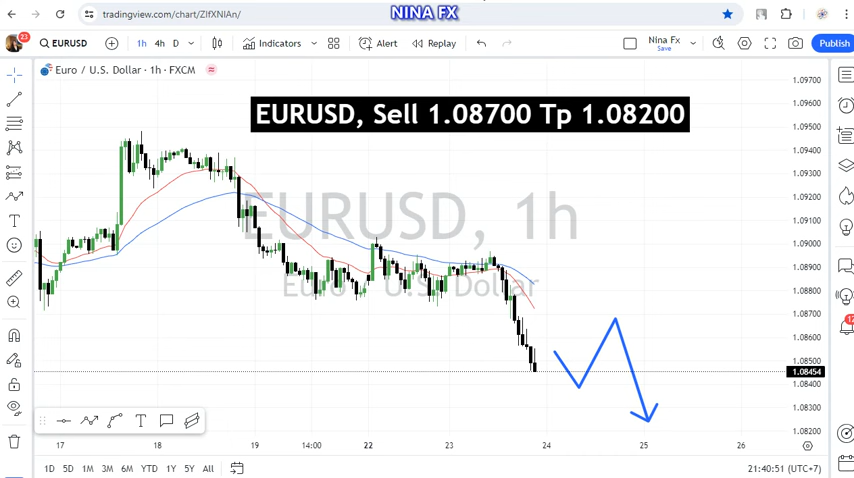 NINA FX
tradingview.com/chart/ZIfXNIAn/
23
EURUSD
1h
4h
D
Indicators
Alert
Replay
Nina Fx
Save
Publish
Euro / U.S. Dollar · 1h · FXCM
EURUSD, Sell 1.08700 Tp 1.08200
EURUSD, 1h
Euro / U.S. Dollar
1.09700
1.09600
1.09500
1.09400
1.09300
1.09200
1.09100
1.09000
1.08900
1.08800
1.08700
1.08600
1.08500
1.08454
1.08400
1.08300
1.08200
17
18
19
14:00
22
23
24
25
26
1D 5D 1M 3M 6M YTD 1Y 5Y All
21:40:51 (UTC+7)